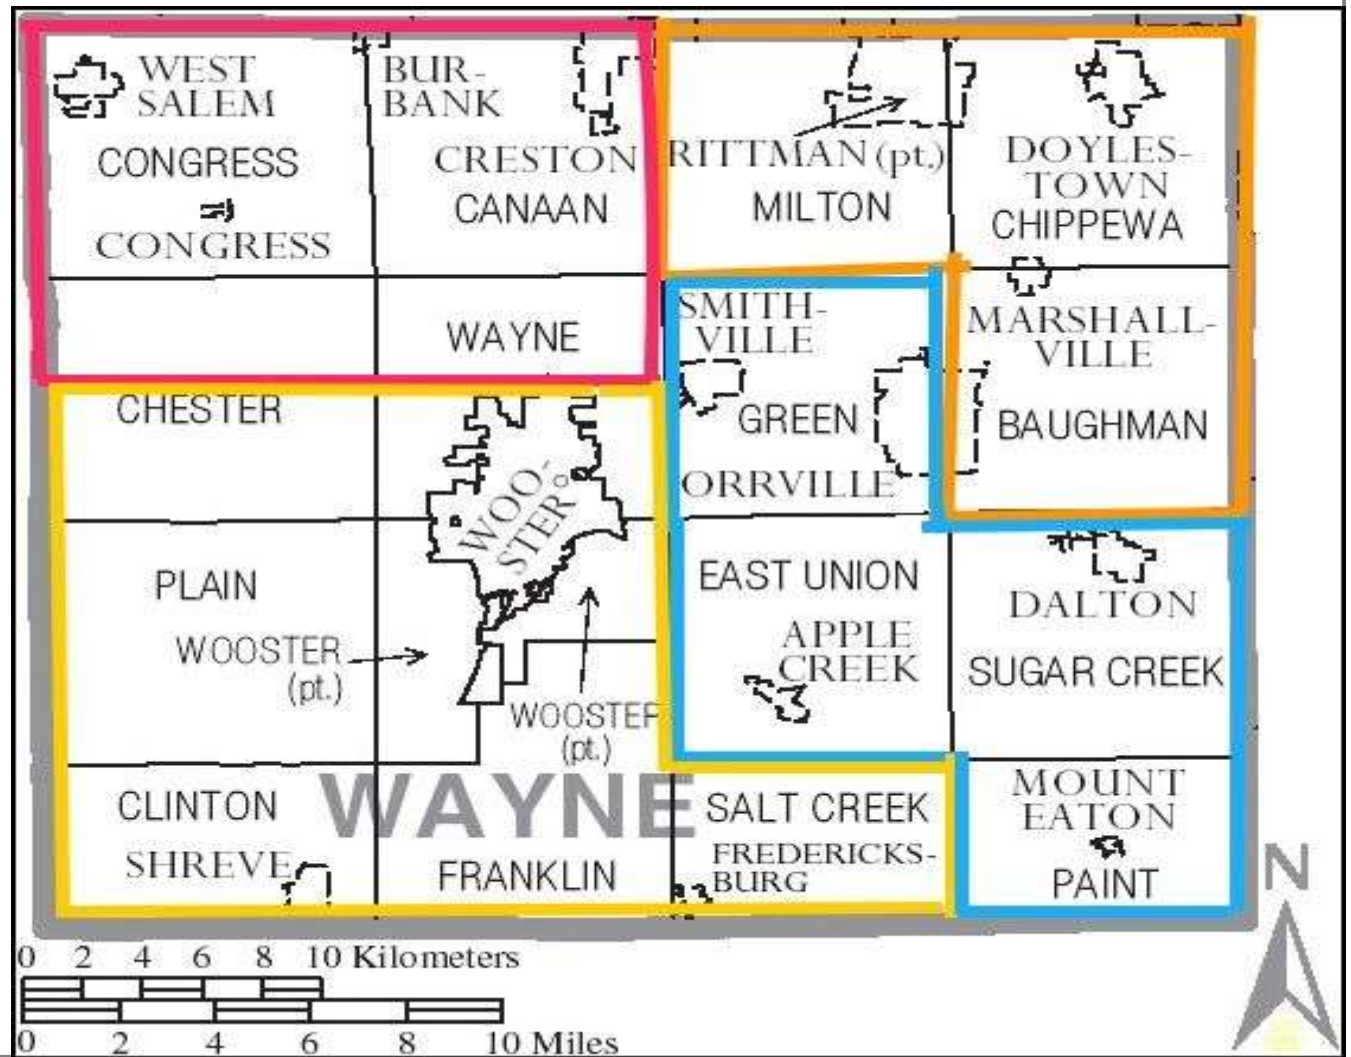 WEST
SALEM
BUR-
BANK
CONGRESS
CRESTON
CANAAN
CONGRESS
RITTMAN (pt.)
MILTON
DOYLES-
TOWN
CHIPPEWA
WAYNE
SMITH-
VILLE
MARSHALL-
VILLE
CHESTER
GREEN
BAUGHMAN
ORRVILLE
WOO-
STER
PLAIN
EAST UNION
DALTON
WOOSTER
(pt.)
APPLE
CREEK
SUGAR CREEK
WOOSTER
(pt.)
WAYNE
CLINTON
SALT CREEK
MOUNT
EATON
SHREVE
FRANKLIN
FREDERICKS-
BURG
PAINT
N
0 2 4 6 8 10 Kilometers
0 2 4 6 8 10 Miles